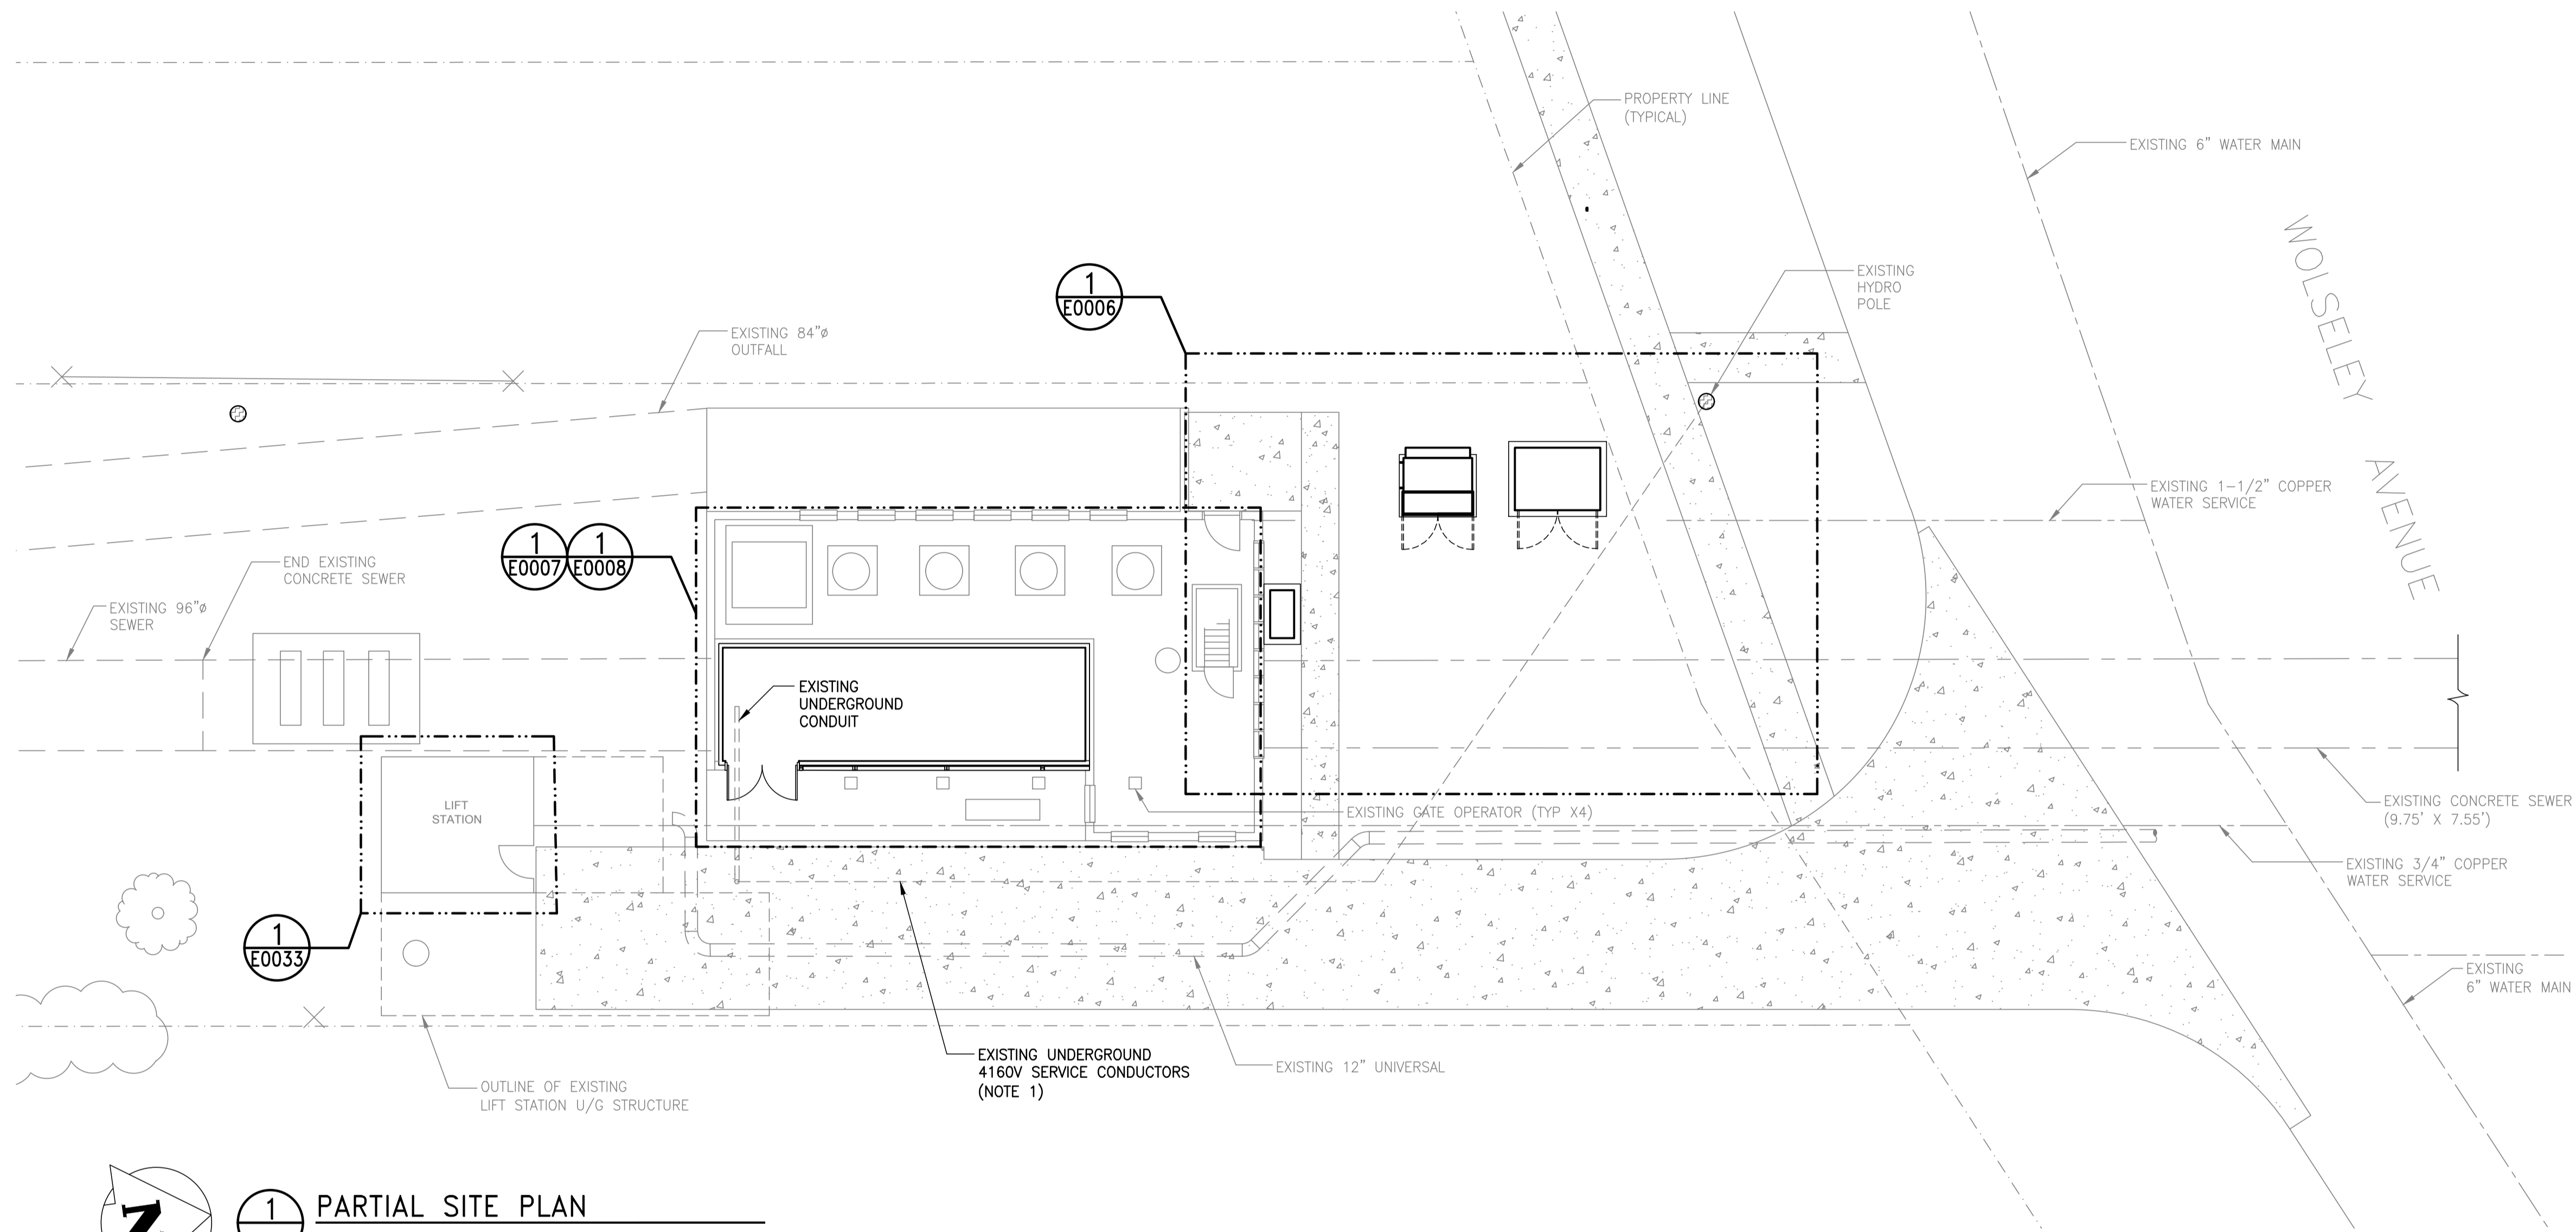 PROPERTY LINE
(TYPICAL)
EXISTING 6" WATER MAIN
WOLSELEY AVENUE
EXISTING
HYDRO
POLE
1
E0006
EXISTING 84"ø
OUTFALL
EXISTING 1-1/2" COPPER
WATER SERVICE
1
E0007
1
E0008
END EXISTING
CONCRETE SEWER
EXISTING 96"ø
SEWER
EXISTING
UNDERGROUND
CONDUIT
LIFT
STATION
EXISTING GATE OPERATOR (TYP X4)
EXISTING CONCRETE SEWER
(9.75' X 7.55')
EXISTING 3/4" COPPER
WATER SERVICE
1
E0033
EXISTING
6" WATER MAIN
EXISTING UNDERGROUND
4160V SERVICE CONDUCTORS
(NOTE 1)
EXISTING 12" UNIVERSAL
OUTLINE OF EXISTING
LIFT STATION U/G STRUCTURE
N
1
PARTIAL SITE PLAN